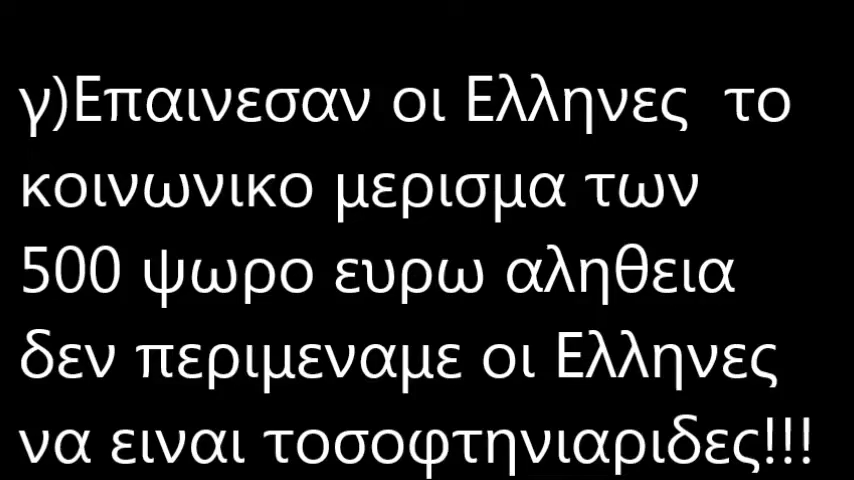 γ)Επαινεσαν οι Ελληνες  το
κοινωνικο μερισμα των
500 ψωρο ευρω αληθεια
δεν περιμεναμε οι Ελληνες
να ειναι τοσοφτηνιαριδες!!!